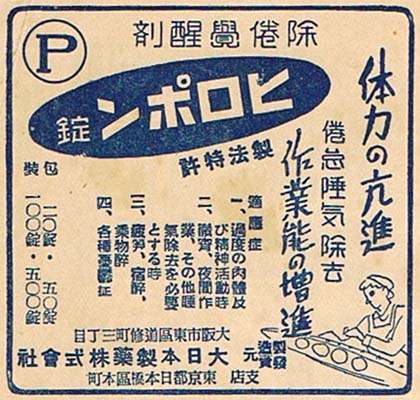 除倦覺醒剤
P
ヒロポン錠
製法特許
体力の亢進
倦怠睡気除去
作業能の増進
適應症
一、過度の肉體及
び精神活動時
二、徹宵、夜間作
業、その他睡
氣除去を必要
とする時
三、疲勞、宿醉、
乗物醉
四、各種憂鬱症
包裝
二〇錠・五〇錠
一〇〇錠・五〇〇錠
製造發賣元
大阪市東區道修町三丁目
大日本製藥株式會社
支店 東京都日本橋區本町